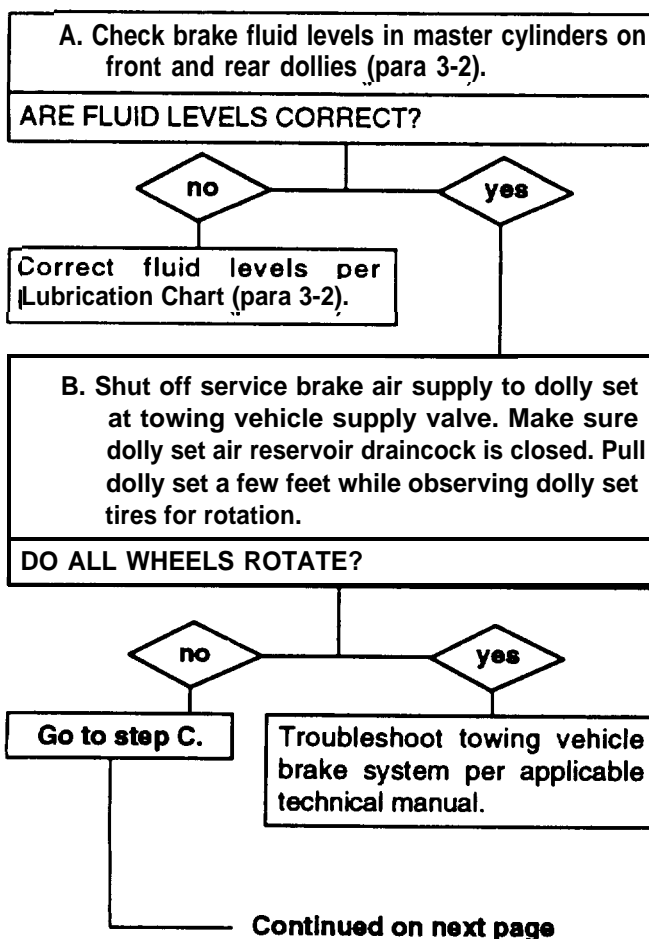 A. Check brake fluid levels in master cylinders on
front and rear dollies (para 3-2).
ARE FLUID LEVELS CORRECT?
no
yes
Correct fluid levels per
Lubrication Chart (para 3-2).
B. Shut off service brake air supply to dolly set
at towing vehicle supply valve. Make sure
dolly set air reservoir draincock is closed. Pull
dolly set a few feet while observing dolly set
tires for rotation.
DO ALL WHEELS ROTATE?
no
yes
Go to step C.
Troubleshoot towing vehicle
brake system per applicable
technical manual.
Continued on next page